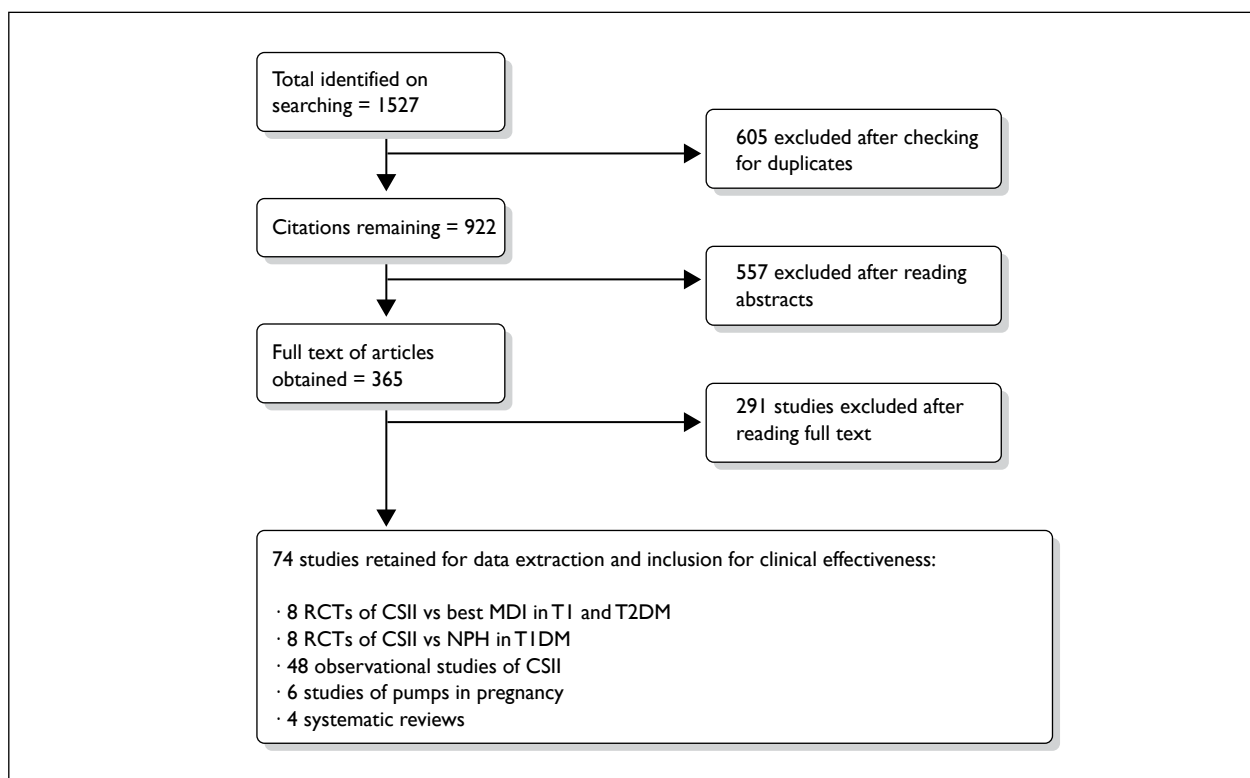 Total identified on
searching = 1527
605 excluded after checking
for duplicates
Citations remaining = 922
557 excluded after reading
abstracts
Full text of articles
obtained = 365
291 studies excluded after
reading full text
74 studies retained for data extraction and inclusion for clinical effectiveness:
· 8 RCTs of CSII vs best MDI in T1 and T2DM
· 8 RCTs of CSII vs NPH in T1DM
· 48 observational studies of CSII
· 6 studies of pumps in pregnancy
· 4 systematic reviews